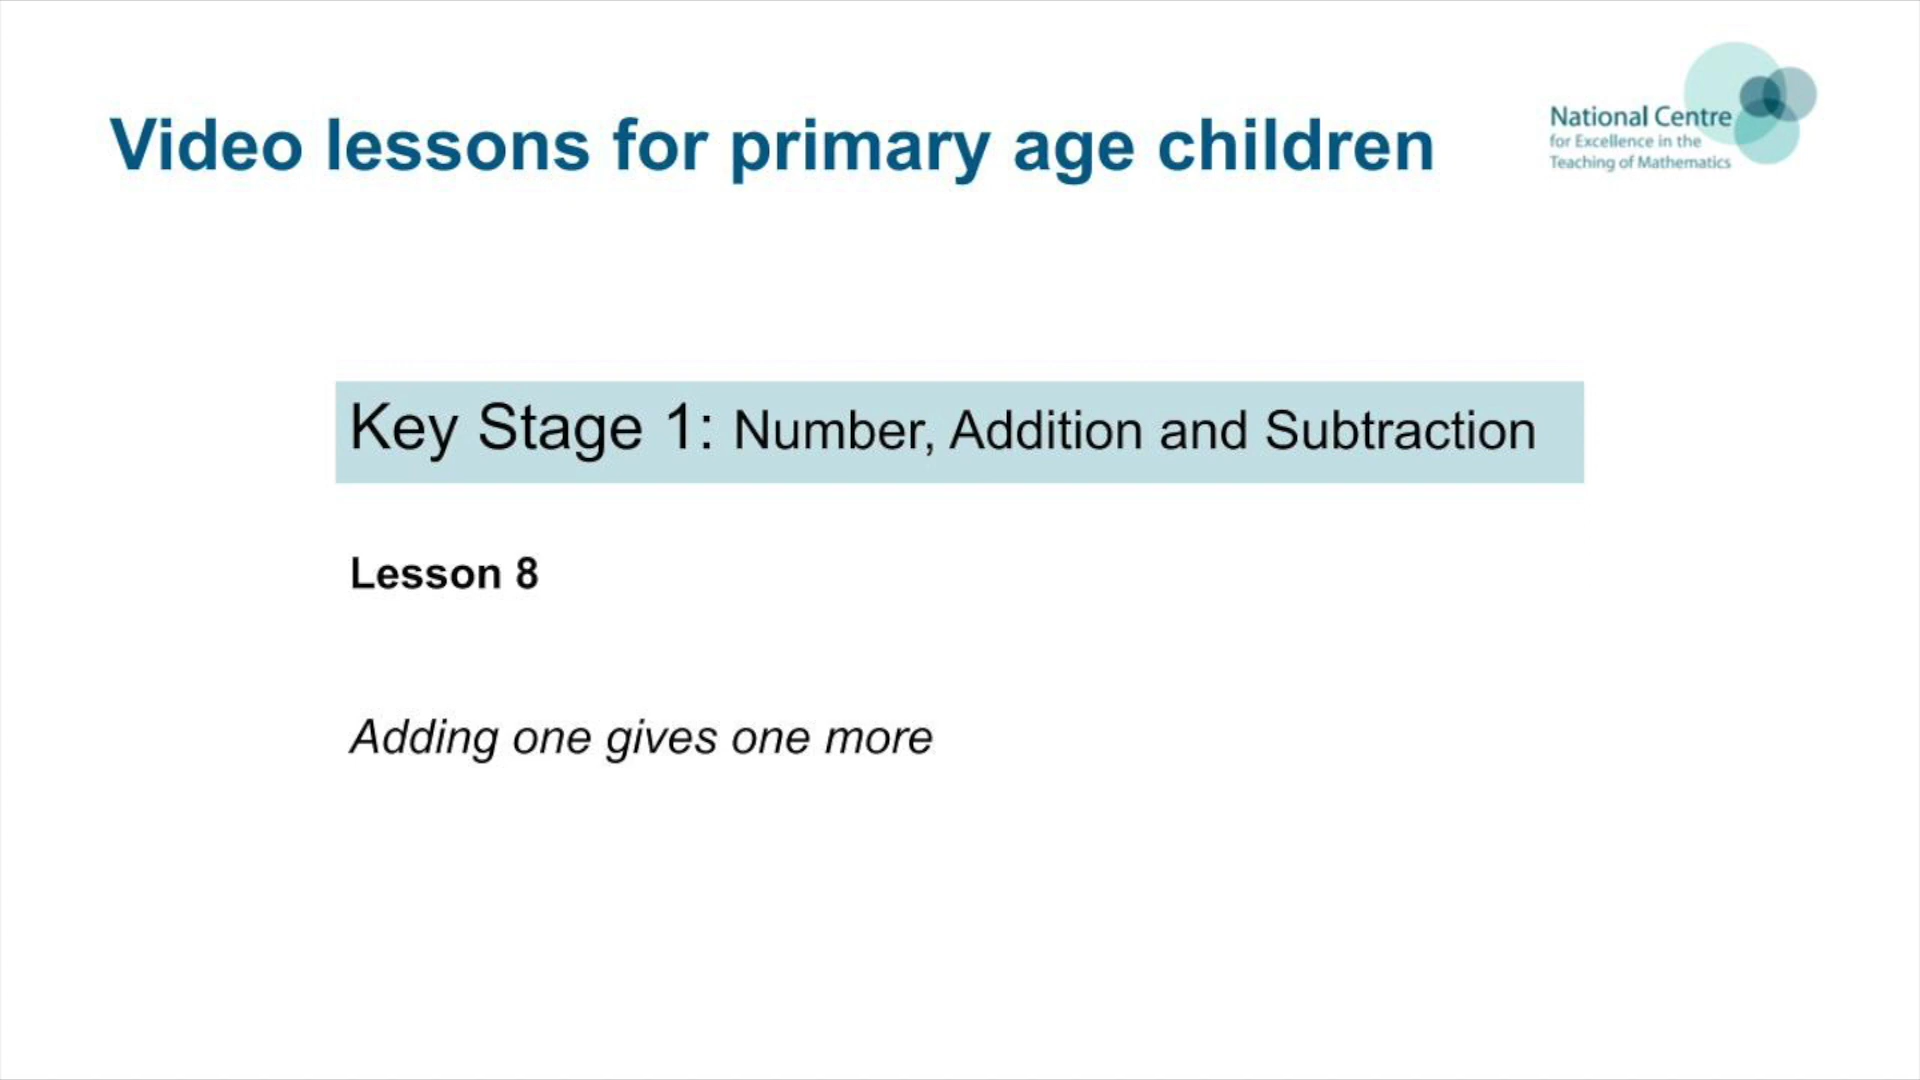 Video lessons for primary age children
National Centre
for Excellence in the
Teaching of Mathematics
Key Stage 1: Number, Addition and Subtraction
Lesson 8
Adding one gives one more